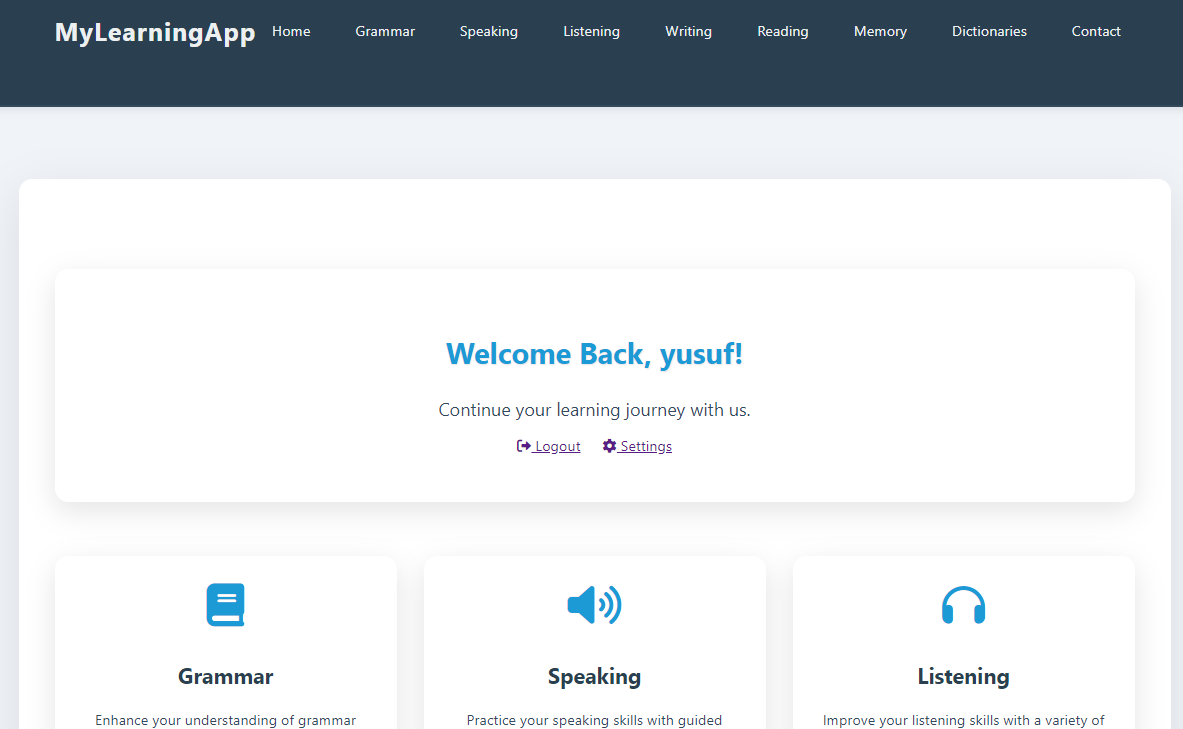 MyLearningApp Home Grammar Speaking Listening Writing Reading Memory Dictionaries Contact
Welcome Back, yusuf!
Continue your learning journey with us.
Logout Settings
Grammar Speaking Listening
Enhance your understanding of grammar Practice your speaking skills with guided Improve your listening skills with a variety of